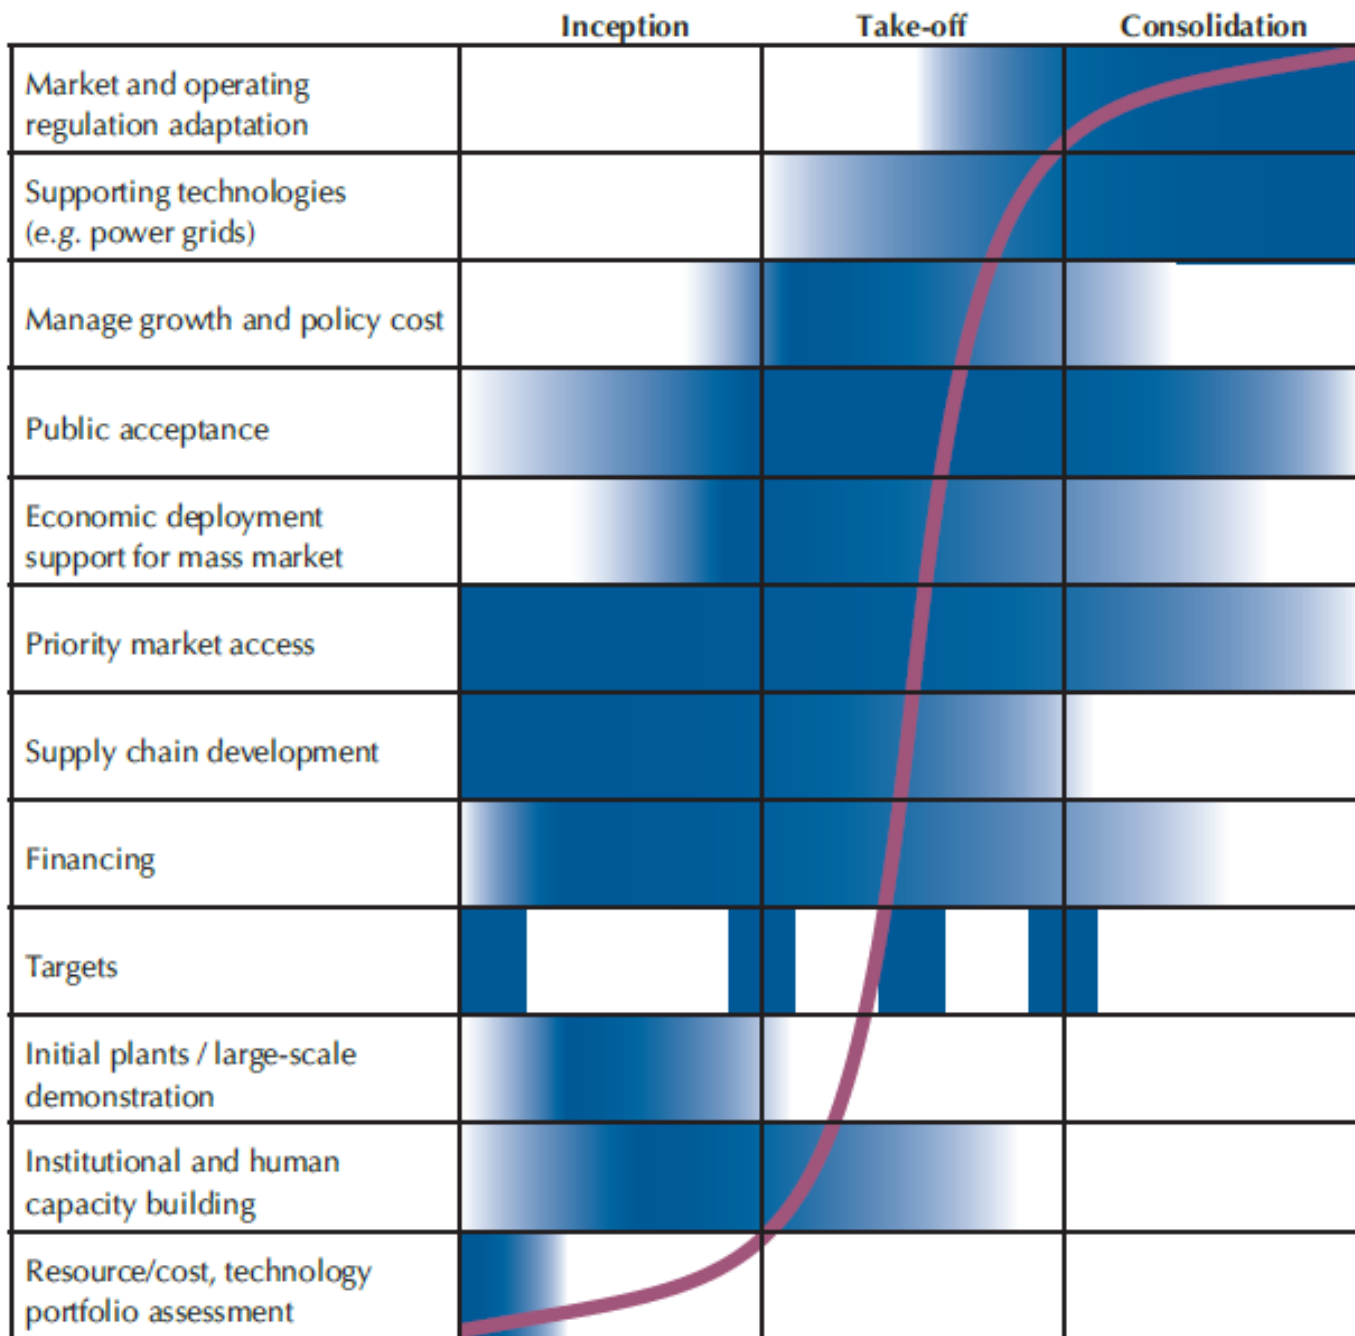 Inception Take-off Consolidation
Market and operating
regulation adaptation
Supporting technologies
(e.g. power grids)
Manage growth and policy cost
Public acceptance
Economic deployment
support for mass market
Priority market access
Supply chain development
Financing
Targets
Initial plants / large-scale
demonstration
Institutional and human
capacity building
Resource/cost, technology
portfolio assessment